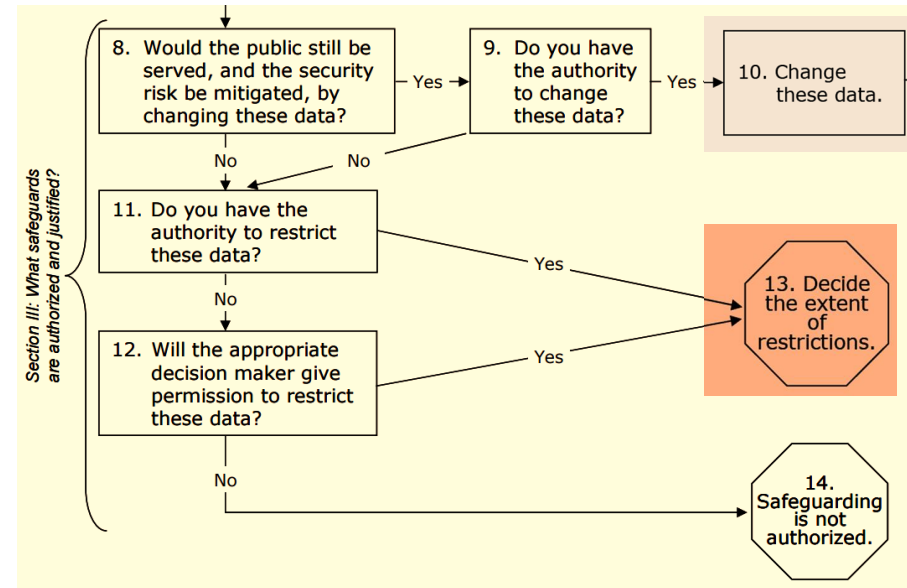 Section III: What safeguards
are authorized and justified?
8. Would the public still be
served, and the security
risk be mitigated, by
changing these data?
Yes
9. Do you have
the authority
to change
these data?
Yes
10. Change
these data.
No
No
11. Do you have the
authority to restrict
these data?
Yes
No
13. Decide
the extent
of
restrictions.
12. Will the appropriate
decision maker give
permission to restrict
these data?
Yes
No
14.
Safeguarding
is not
authorized.